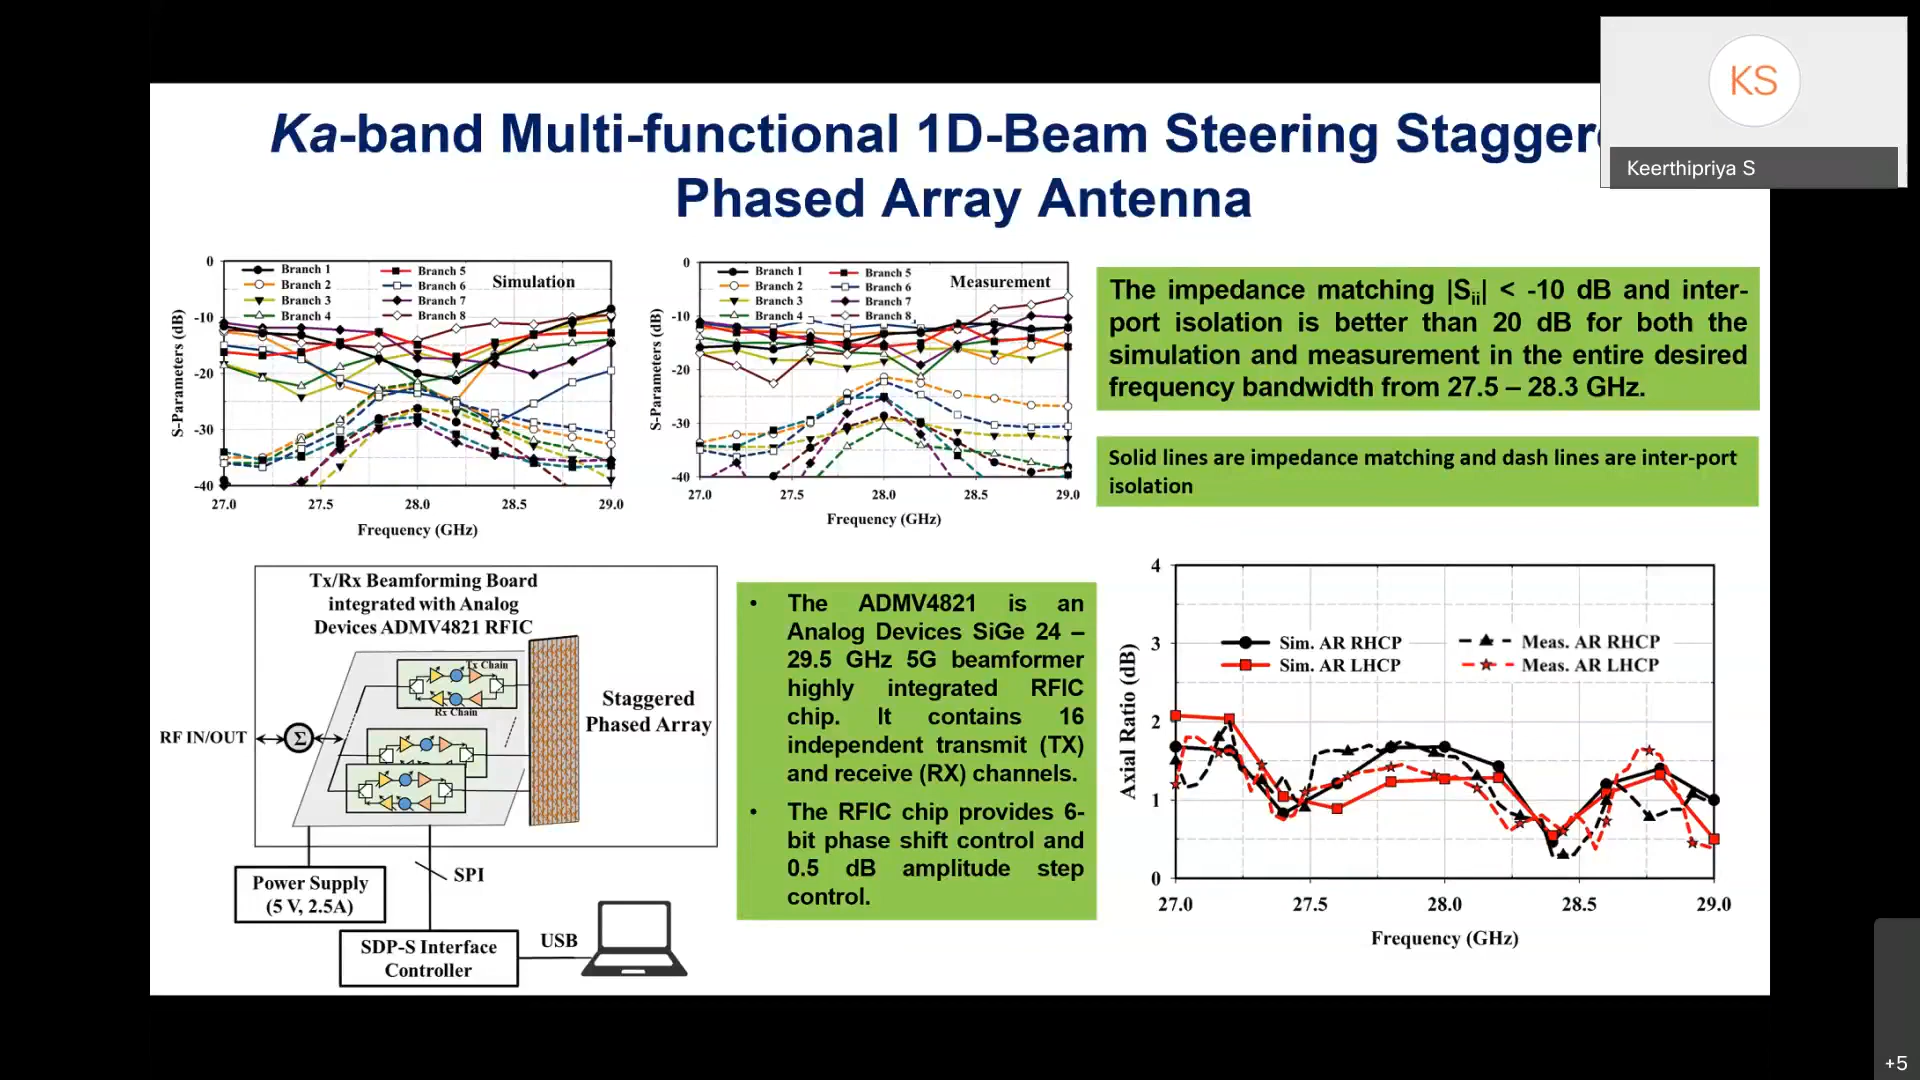 Ka-band Multi-functional 1D-Beam Steering Stagger
Phased Array Antenna
KS
Keerthipriya S
0
-10
-20
-30
-40
S-Parameters (dB)
Branch 1
Branch 2
Branch 3
Branch 4
Branch 5
Branch 6
Branch 7
Branch 8
Simulation
27.0
27.5
28.0
28.5
29.0
Frequency (GHz)
0
-10
-20
-30
-40
S-Parameters (dB)
Branch 1
Branch 2
Branch 3
Branch 4
Branch 5
Branch 6
Branch 7
Branch 8
Measurement
27.0
27.5
28.0
28.5
29.0
Frequency (GHz)
The impedance matching |Sii| < -10 dB and inter-
port isolation is better than 20 dB for both the
simulation and measurement in the entire desired
frequency bandwidth from 27.5 – 28.3 GHz.
Solid lines are impedance matching and dash lines are inter-port
isolation
Tx/Rx Beamforming Board
integrated with Analog
Devices ADMV4821 RFIC
Tx Chain
Rx Chain
Staggered
Phased Array
RF IN/OUT
Σ
SPI
Power Supply
(5 V, 2.5A)
SDP-S Interface
Controller
USB
• The ADMV4821 is an
Analog Devices SiGe 24 –
29.5 GHz 5G beamformer
highly integrated RFIC
chip. It contains 16
independent transmit (TX)
and receive (RX) channels.
• The RFIC chip provides 6-
bit phase shift control and
0.5 dB amplitude step
control.
4
3
2
1
0
Axial Ratio (dB)
Sim. AR RHCP
Sim. AR LHCP
Meas. AR RHCP
Meas. AR LHCP
27.0
27.5
28.0
28.5
29.0
Frequency (GHz)
+5